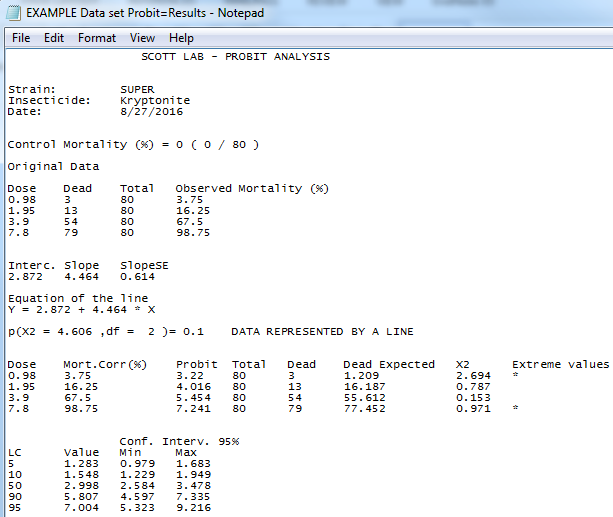 EXAMPLE Data set Probit=Results - Notepad
File Edit Format View Help
SCOTT LAB - PROBIT ANALYSIS
Strain: SUPER
Insecticide: Kryptonite
Date: 8/27/2016
Control Mortality (%) = 0 ( 0 / 80 )
Original Data
Dose Dead Total Observed Mortality (%)
0.98 3 80 3.75
1.95 13 80 16.25
3.9 54 80 67.5
7.8 79 80 98.75
Interc. Slope SlopeSE
2.872 4.464 0.614
Equation of the line
Y = 2.872 + 4.464 * X
p(X2 = 4.606 ,df = 2 )= 0.1 DATA REPRESENTED BY A LINE
Dose Mort.Corr(%) Probit Total Dead Dead Expected X2 Extreme values
0.98 3.75 3.22 80 3 1.209 2.694 *
1.95 16.25 4.016 80 13 16.187 0.787
3.9 67.5 5.454 80 54 55.612 0.153
7.8 98.75 7.241 80 79 77.452 0.971 *
Conf. Interv. 95%
LC Value Min Max
5 1.283 0.979 1.683
10 1.548 1.229 1.949
50 2.998 2.584 3.478
90 5.807 4.597 7.335
95 7.004 5.323 9.216